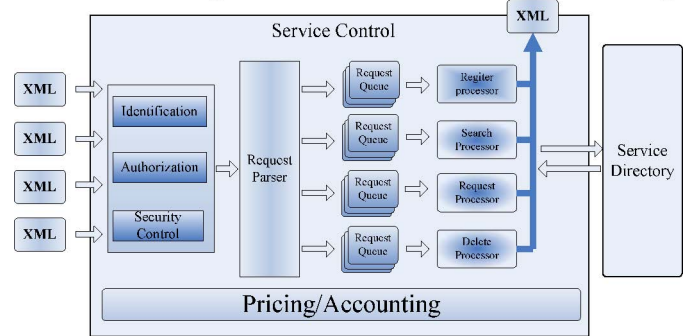 XML
Service Control
XML
XML
XML
XML
Identification
Authorization
Security
Control
Request
Parser
Request
Queue
Request
Queue
Request
Queue
Request
Queue
Regiter
processor
Search
Processor
Request
Processor
Delete
Processor
Service
Directory
Pricing/Accounting